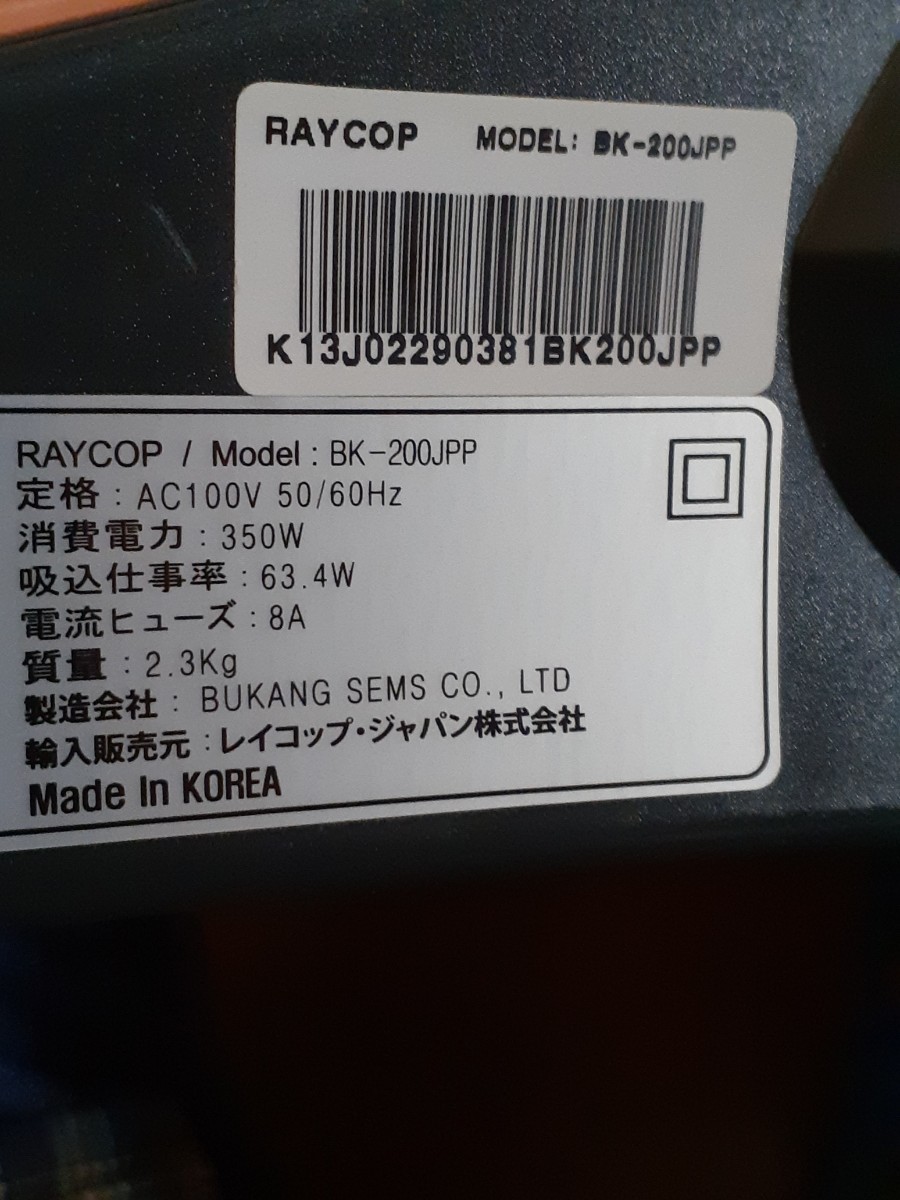 RAYCOP MODEL: BK-200JPP
K13J02290381BK200JPP
RAYCOP / Model : BK-200JPP
定格 : AC100V 50/60Hz
消費電力 : 350W
吸込仕事率 : 63.4W
電流ヒューズ : 8A
質量 : 2.3Kg
製造会社 : BUKANG SEMS CO., LTD
輸入販売元 : レイコップ・ジャパン株式会社
Made In KOREA